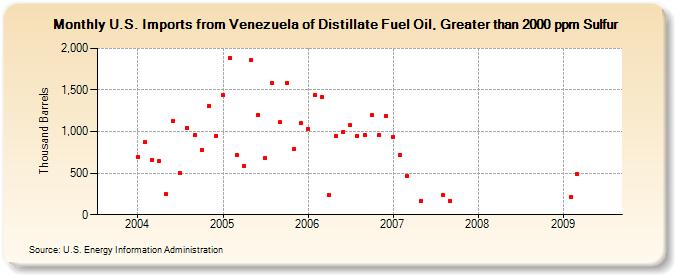 Monthly U.S. Imports from Venezuela of Distillate Fuel Oil, Greater than 2000 ppm Sulfur
Thousand Barrels
2,000
1,500
1,000
500
0
2004 2005 2006 2007 2008 2009
Source: U.S. Energy Information Administration